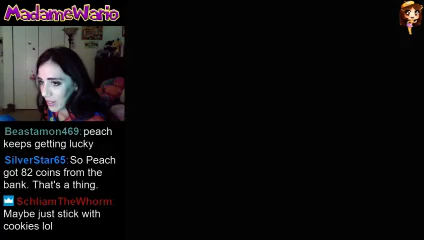 MadameWario
Beastamon469: peach
keeps getting lucky
SilverStar65: So Peach
got 82 coins from the
bank. That's a thing.
SchliamTheWhorm:
Maybe just stick with
cookies lol